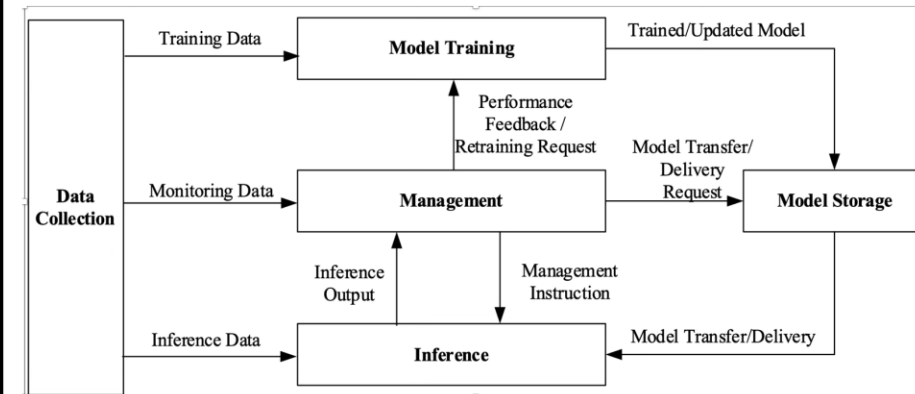 Training Data
Model Training
Trained/Updated Model
Performance
Feedback /
Retraining Request
Model Transfer/
Delivery
Request
Data
Collection
Monitoring Data
Management
Model Storage
Inference
Output
Management
Instruction
Inference Data
Inference
Model Transfer/Delivery